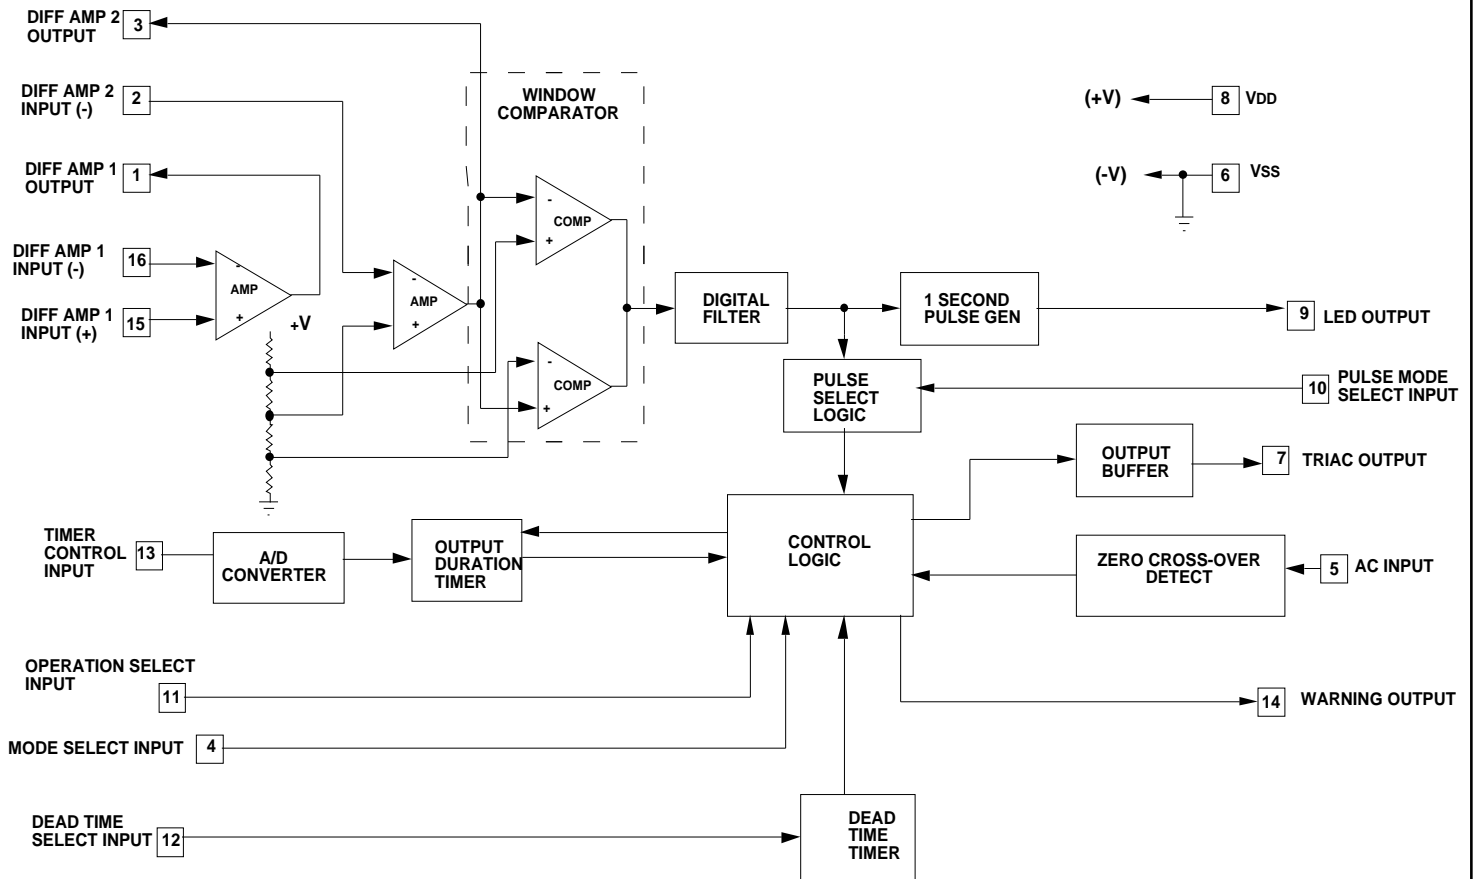 DIFF AMP 2
OUTPUT
3
DIFF AMP 2
INPUT (-)
2
DIFF AMP 1
OUTPUT
1
DIFF AMP 1
INPUT (-)
16
DIFF AMP 1
INPUT (+)
15
-
AMP
+
+V
-
AMP
+
WINDOW
COMPARATOR
-
COMP
+
-
COMP
+
(+V)
8
VDD
(-V)
6
VSS
DIGITAL
FILTER
1 SECOND
PULSE GEN
9
LED OUTPUT
PULSE
SELECT
LOGIC
10
PULSE MODE
SELECT INPUT
OUTPUT
BUFFER
7
TRIAC OUTPUT
TIMER
CONTROL
INPUT
13
A/D
CONVERTER
OUTPUT
DURATION
TIMER
CONTROL
LOGIC
ZERO CROSS-OVER
DETECT
5
AC INPUT
OPERATION SELECT
INPUT
11
14
WARNING OUTPUT
MODE SELECT INPUT
4
DEAD TIME
SELECT INPUT
12
DEAD
TIME
TIMER